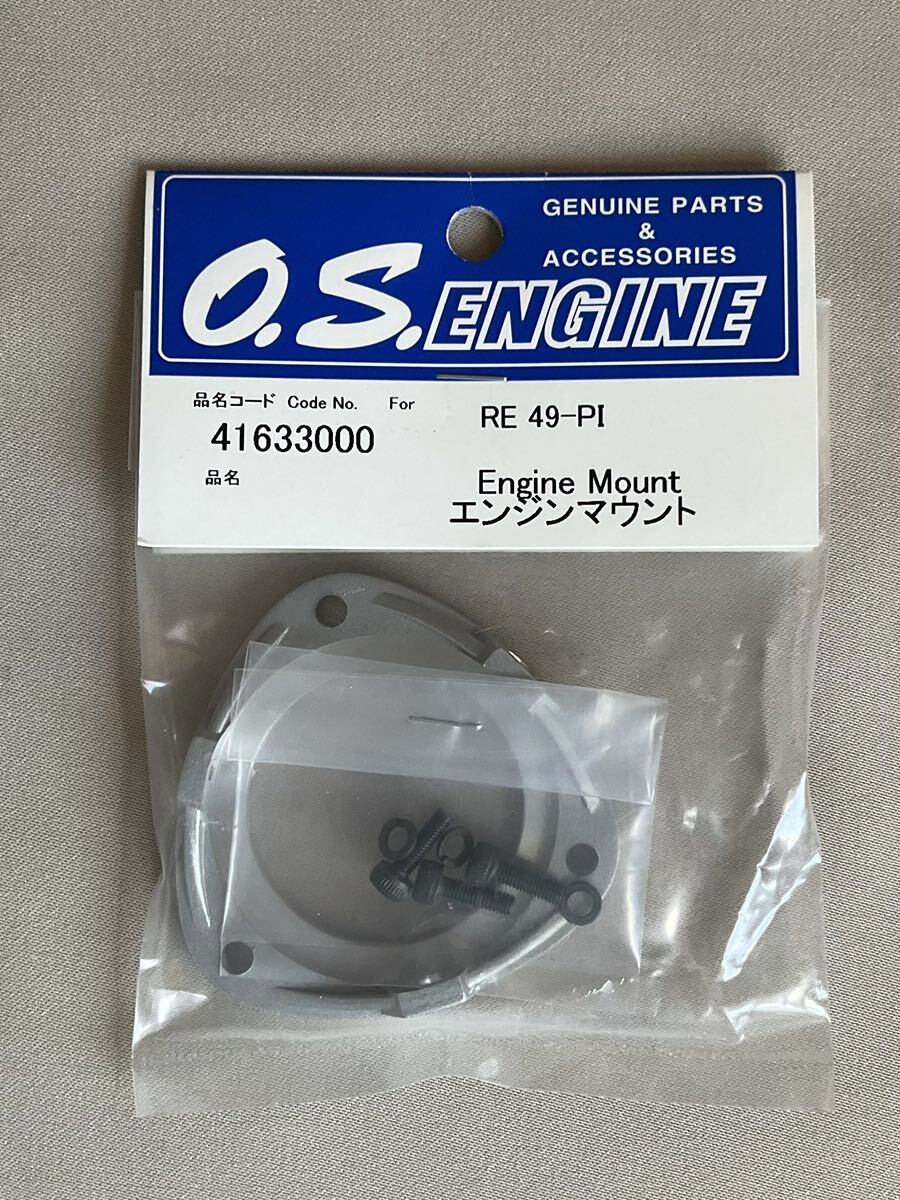 GENUINE PARTS
&
ACCESSORIES
O.S.ENGINE
品名コード Code No. For
RE 49-PI
41633000
品名
Engine Mount
エンジンマウント